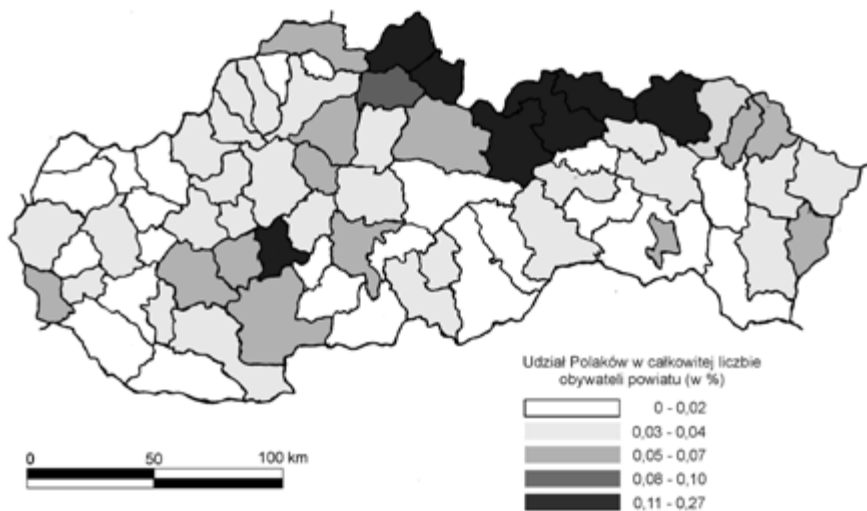 Udział Polaków w całkowitej liczbie
obywateli powiatu (w %)
0 - 0,02
0,03 - 0,04
0,05 - 0,07
0,08 - 0,10
0,11 - 0,27
0 50 100 km